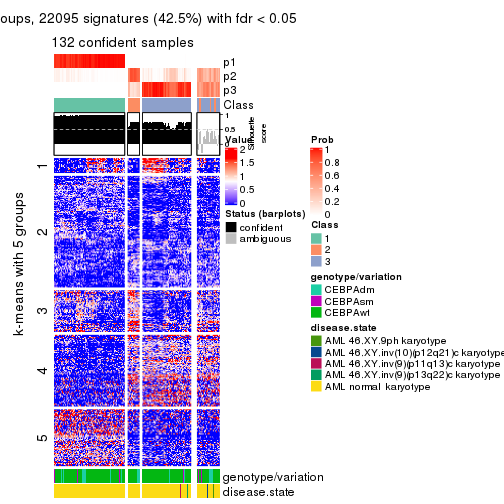 oups, 22095 signatures (42.5%) with fdr < 0.05
132 confident samples
p1
p2
p3
Class
1
0.5
0
Silhouette
score
Value
2
1.5
1
0.5
0
Status (barplots)
confident
ambiguous
Prob
1
0.8
0.6
0.4
0.2
0
Class
1
2
3
genotype/variation
CEBPAdm
CEBPAsm
CEBPAwt
disease.state
AML 46.XY.9ph karyotype
AML 46.XY.inv(10)(p12q21)c karyotype
AML 46.XY.inv(9)(p11q13)c karyotype
AML 46.XY.inv(9)(p13q22)c karyotype
AML normal karyotype
k-means with 5 groups
1
2
3
4
5
genotype/variation
disease.state